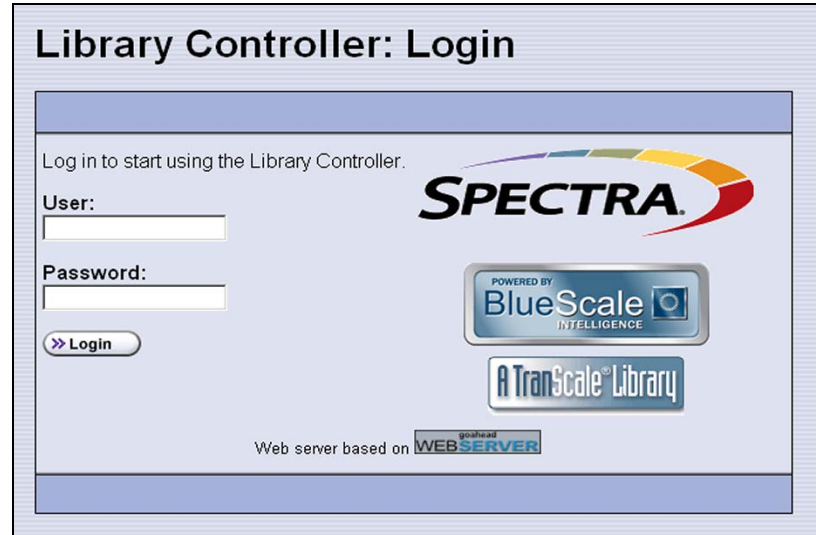 Library Controller: Login
Log in to start using the Library Controller.
SPECTRA.
User:
Password:
POWERED BY
BlueScale
INTELLIGENCE
>> Login
A TranScale® Library
Web server based on goahead WEBSERVER